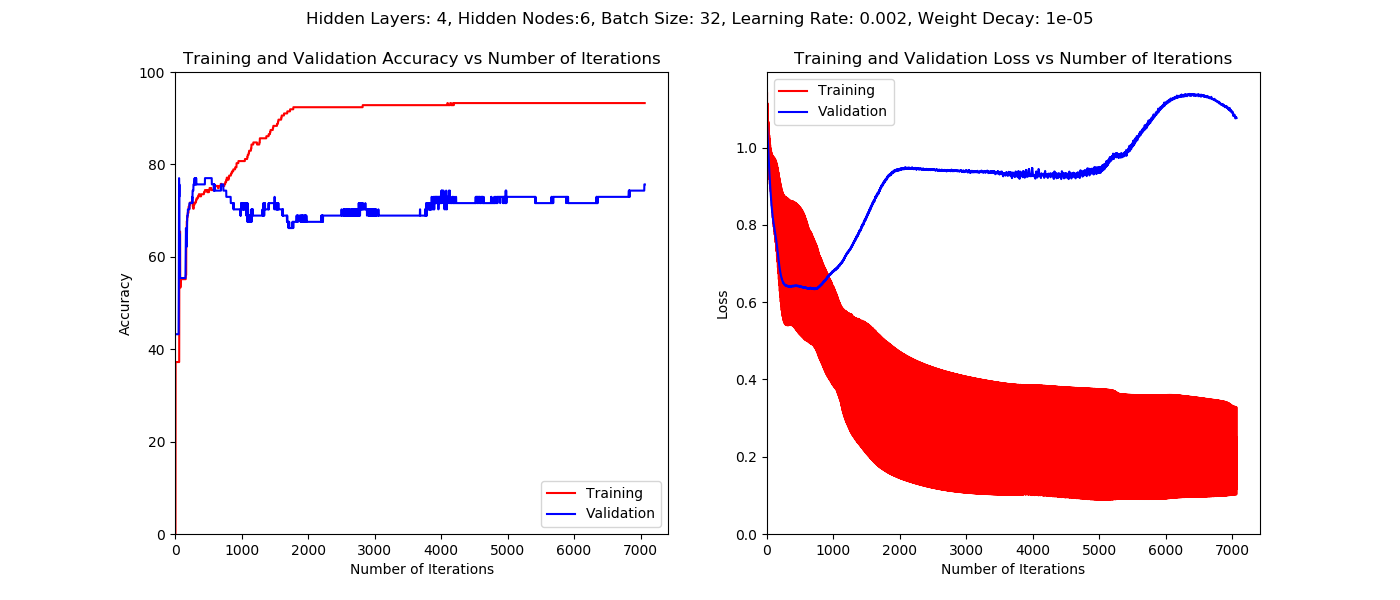 Hidden Layers: 4, Hidden Nodes:6, Batch Size: 32, Learning Rate: 0.002, Weight Decay: 1e-05
Training and Validation Accuracy vs Number of Iterations
100
80
60
40
20
0
Accuracy
0 1000 2000 3000 4000 5000 6000 7000
Number of Iterations
Training
Validation
Training and Validation Loss vs Number of Iterations
Training
Validation
1.0
0.8
0.6
0.4
0.2
0.0
Loss
0 1000 2000 3000 4000 5000 6000 7000
Number of Iterations